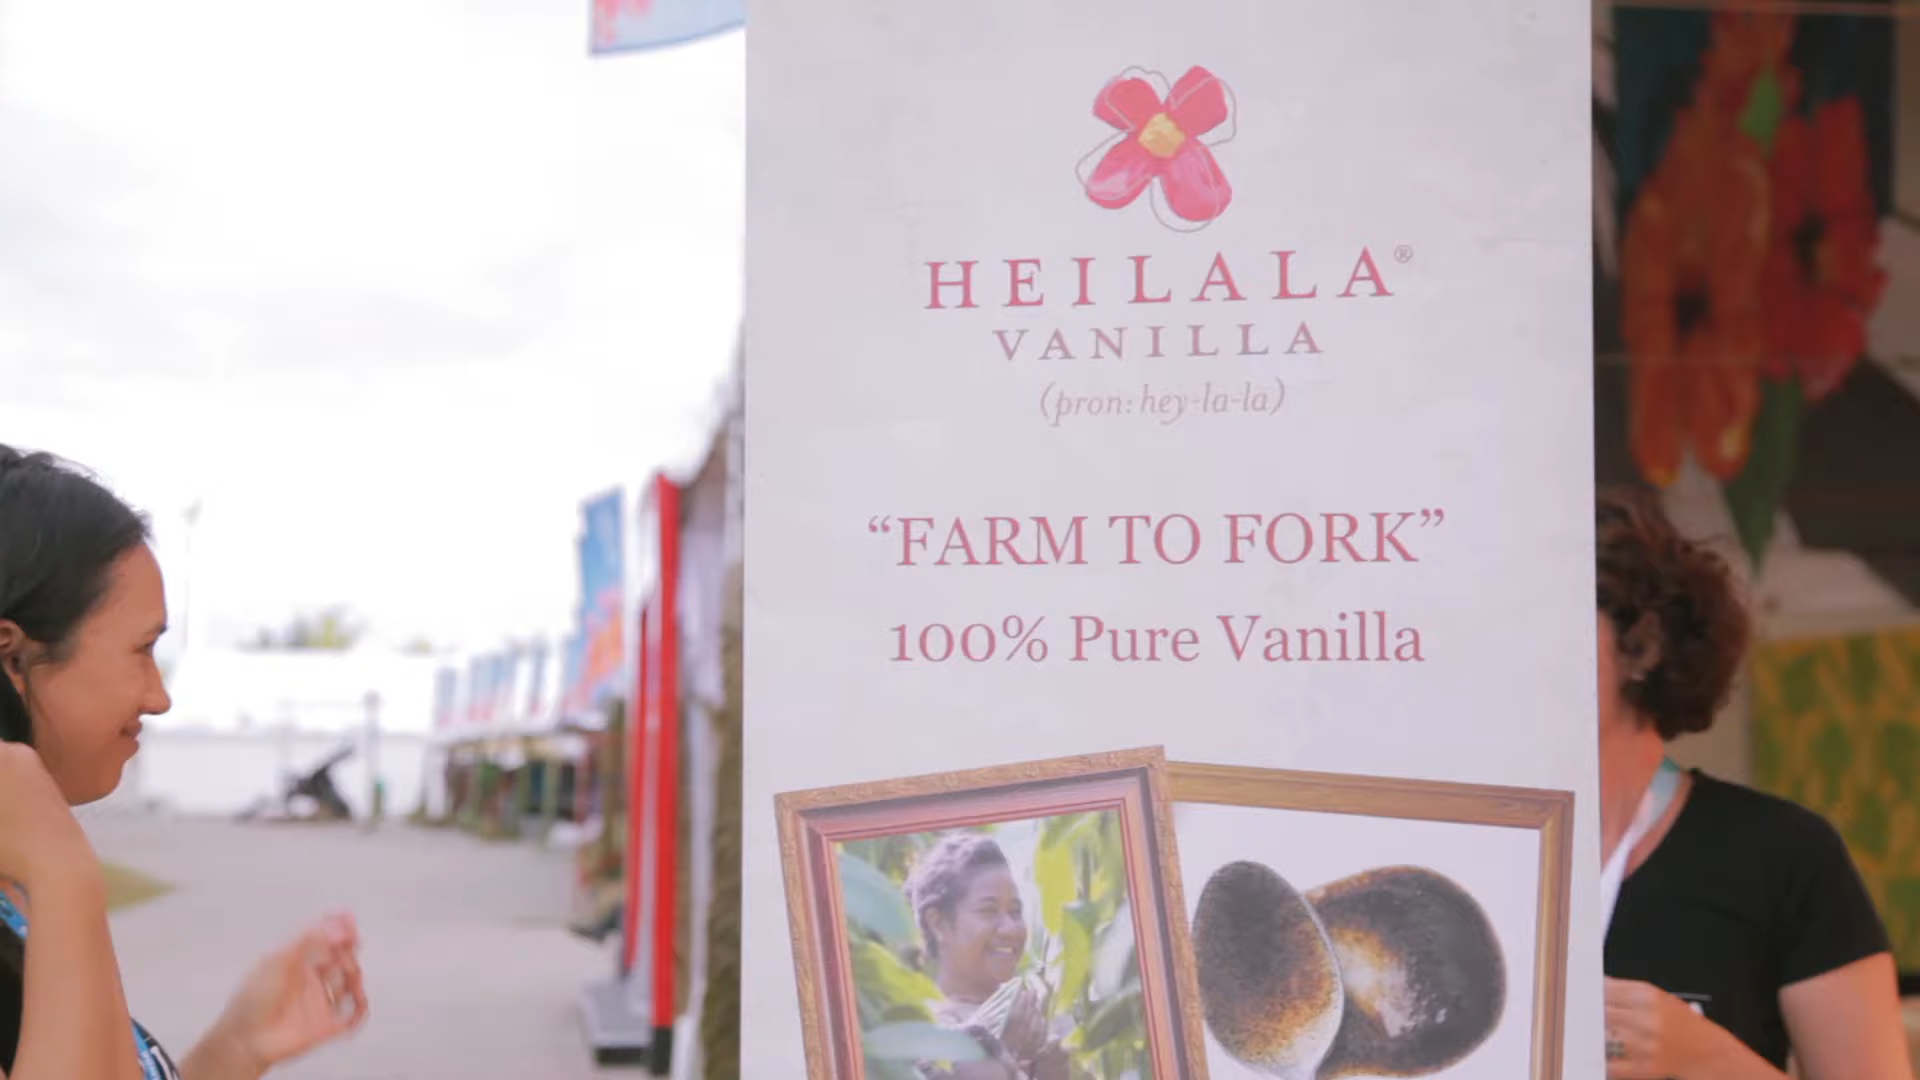 HEILALA®
VANILLA
(pron: hey-la-la)
“FARM TO FORK”
100% Pure Vanilla